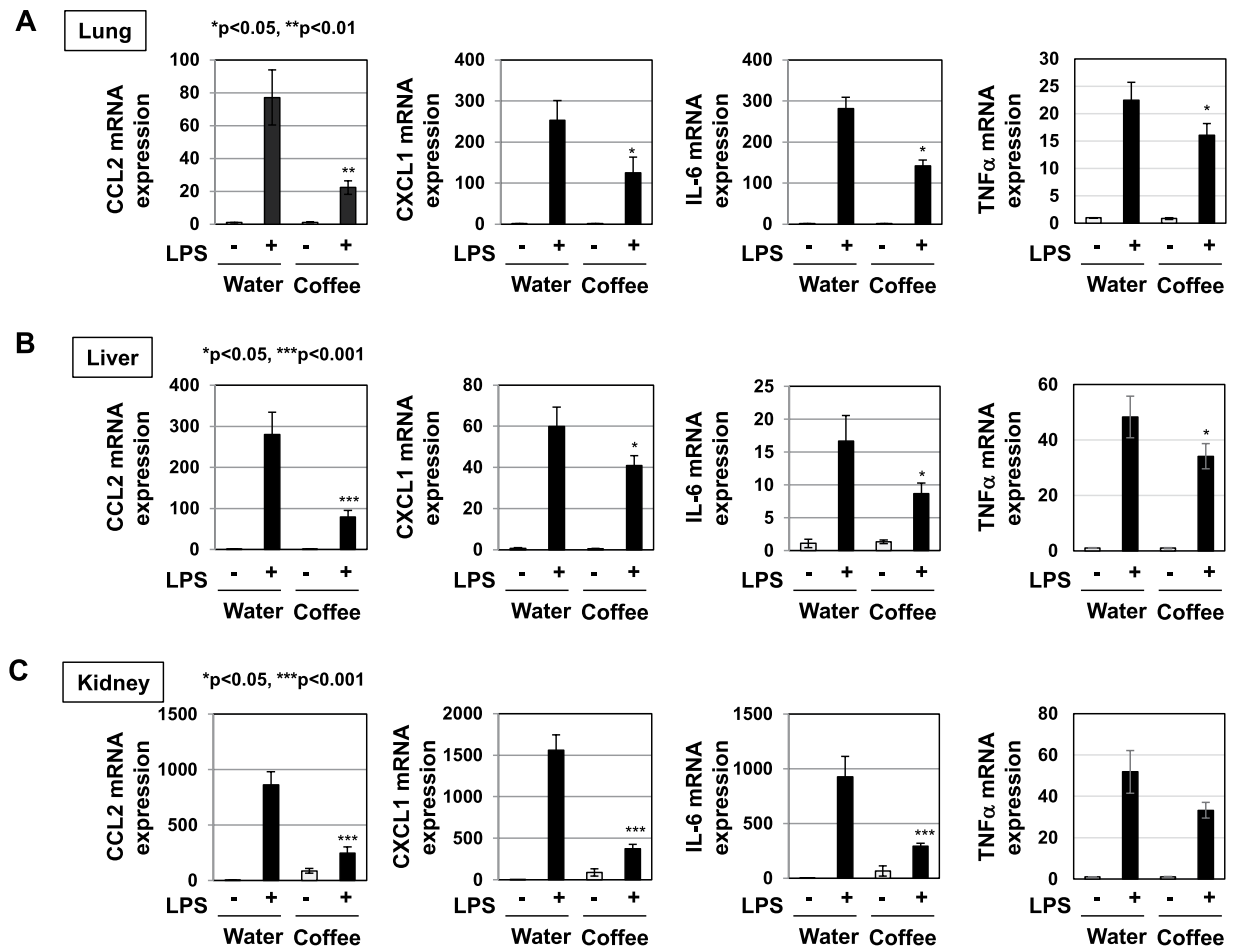 A
Lung
*p<0.05, **p<0.01
CCL2 mRNA
expression
100
80
60
40
20
0
**
LPS
- + - +
Water Coffee
CXCL1 mRNA
expression
400
300
200
100
0
*
LPS
- + - +
Water Coffee
IL-6 mRNA
expression
400
300
200
100
0
*
LPS
- + - +
Water Coffee
TNFα mRNA
expression
30
25
20
15
10
5
0
*
LPS
- + - +
Water Coffee
B
Liver
*p<0.05, ***p<0.001
CCL2 mRNA
expression
400
300
200
100
0
***
LPS
- + - +
Water Coffee
CXCL1 mRNA
expression
80
60
40
20
0
*
LPS
- + - +
Water Coffee
IL-6 mRNA
expression
25
20
15
10
5
0
*
LPS
- + - +
Water Coffee
TNFα mRNA
expression
60
40
20
0
*
LPS
- + - +
Water Coffee
C
Kidney
*p<0.05, ***p<0.001
CCL2 mRNA
expression
1500
1000
500
0
***
LPS
- + - +
Water Coffee
CXCL1 mRNA
expression
2000
1500
1000
500
0
***
LPS
- + - +
Water Coffee
IL-6 mRNA
expression
1500
1000
500
0
***
LPS
- + - +
Water Coffee
TNFα mRNA
expression
80
60
40
20
0
LPS
- + - +
Water Coffee